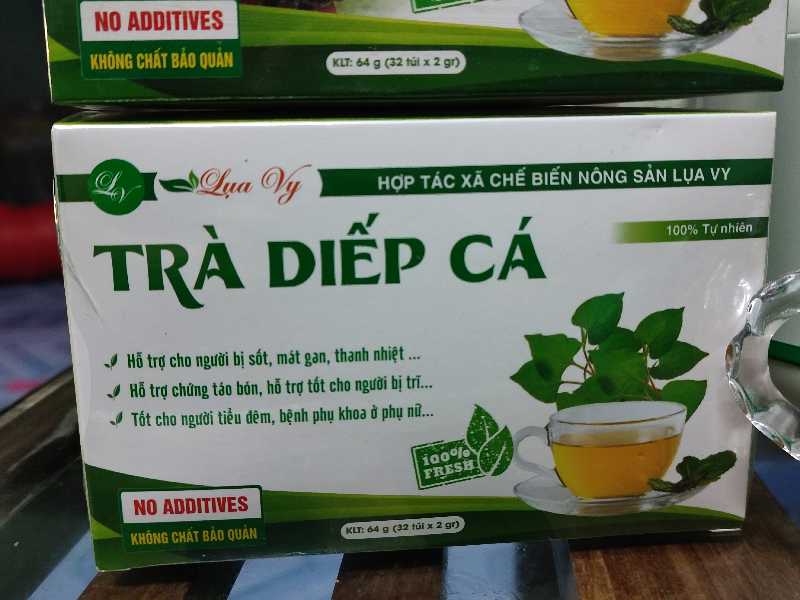 NO ADDITIVES
KHÔNG CHẤT BẢO QUẢN
KLT: 64 g (32 túi x 2 gr)
LV
Lụa Vy
HỢP TÁC XÃ CHẾ BIẾN NÔNG SẢN LỤA VY
100% Tự nhiên
TRÀ DIẾP CÁ
Hỗ trợ cho người bị sốt, mát gan, thanh nhiệt ...
Hỗ trợ chứng táo bón, hỗ trợ tốt cho người bị trĩ...
Tốt cho người tiểu đêm, bệnh phụ khoa ở phụ nữ...
100%
FRESH
NO ADDITIVES
KHÔNG CHẤT BẢO QUẢN
KLT: 64 g (32 túi x 2 gr)